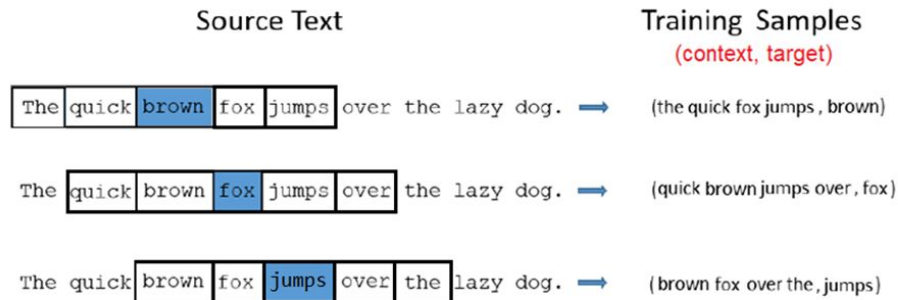 Source Text
Training Samples
(context, target)
The quick brown fox jumps over the lazy dog.
(the quick fox jumps , brown)
The quick brown fox jumps over the lazy dog.
(quick brown jumps over , fox)
The quick brown fox jumps over the lazy dog.
(brown fox over the , jumps)